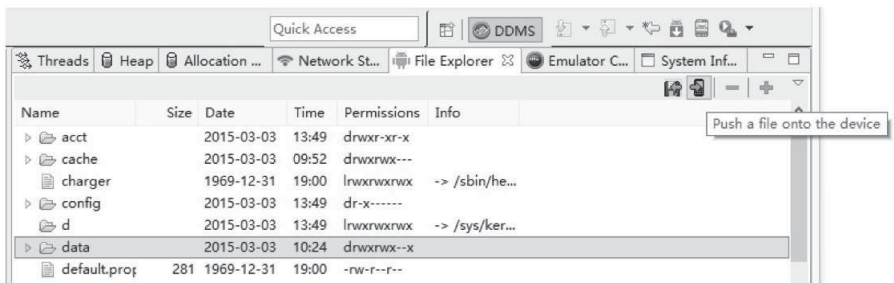 Quick Access DDMS
Threads Heap Allocation ... Network St... File Explorer Emulator C... System Inf...
Push a file onto the device
Name Size Date Time Permissions Info
acct 2015-03-03 13:49 drwxr-xr-x
cache 2015-03-03 09:52 drwxrwx---
charger 1969-12-31 19:00 lrwxrwxrwx -> /sbin/he...
config 2015-03-03 13:49 dr-x------
d 2015-03-03 13:49 lrwxrwxrwx -> /sys/ker...
data 2015-03-03 10:24 drwxrwx--x
default.prop 281 1969-12-31 19:00 -rw-r--r--